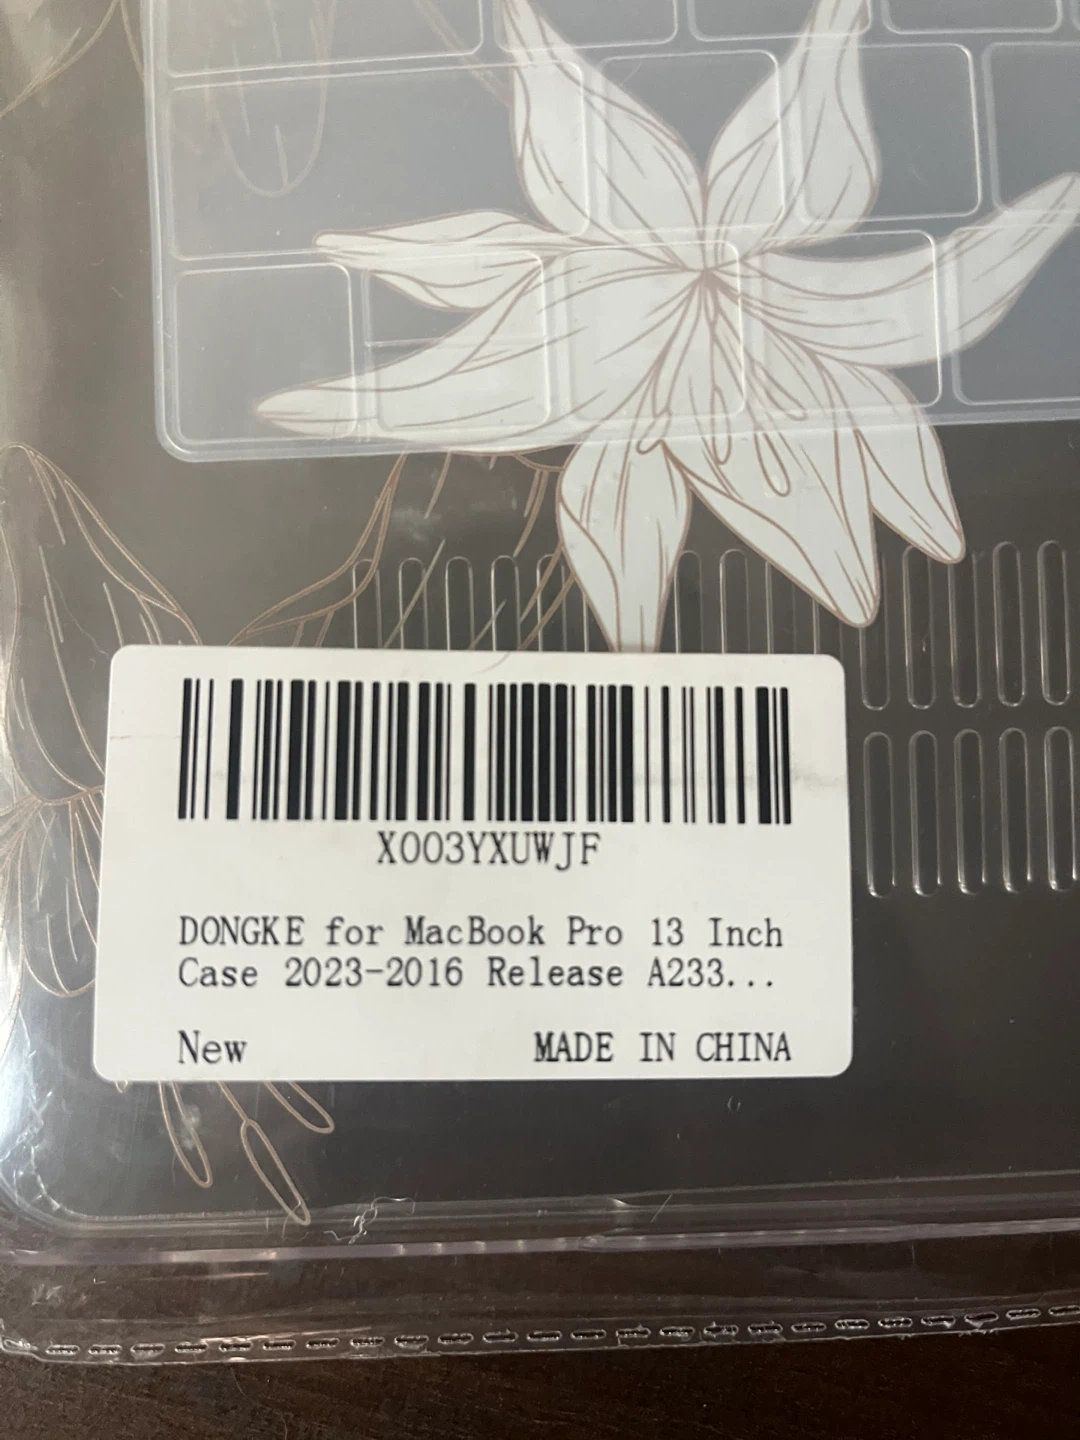 X003YXUWJF
DONGKE for MacBook Pro 13 Inch
Case 2023-2016 Release A233...
New MADE IN CHINA